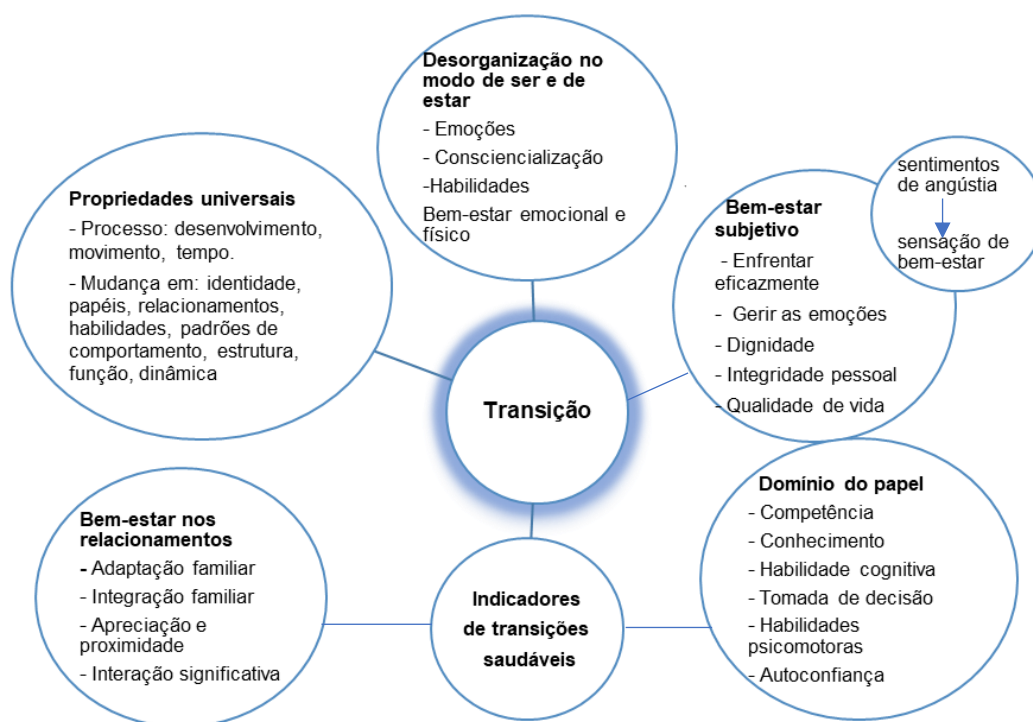 Desorganização no
modo de ser e de
estar
- Emoções
- Consciencialização
-Habilidades
Bem-estar emocional e
físico
Propriedades universais
- Processo: desenvolvimento,
movimento, tempo.
- Mudança em: identidade,
papéis, relacionamentos,
habilidades, padrões de
comportamento, estrutura,
função, dinâmica
Bem-estar
subjetivo
- Enfrentar
eficazmente
- Gerir as emoções
- Dignidade
- Integridade pessoal
- Qualidade de vida
sentimentos
de angústia
sensação de
bem-estar
Transição
Bem-estar nos
relacionamentos
- Adaptação familiar
- Integração familiar
- Apreciação e
proximidade
- Interação significativa
Indicadores
de transições
saudáveis
Domínio do papel
- Competência
- Conhecimento
- Habilidade cognitiva
- Tomada de decisão
- Habilidades
psicomotoras
- Autoconfiança